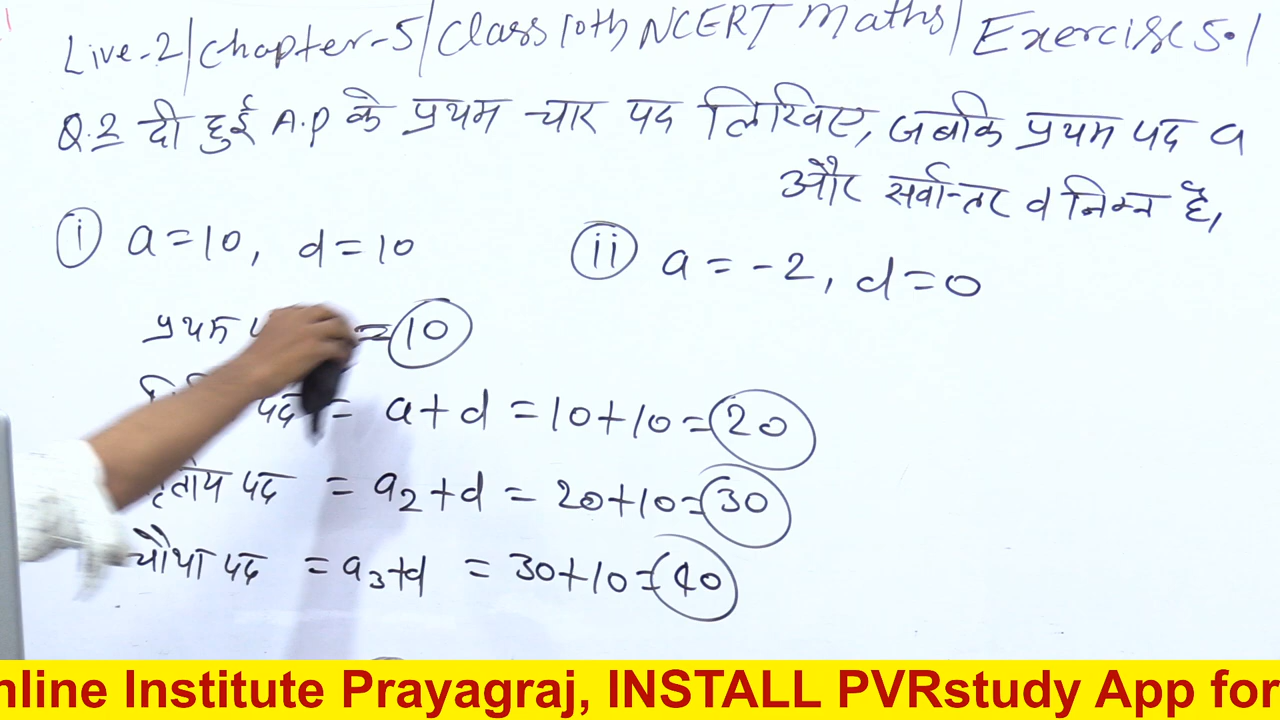 Live-2/Chapter-5/Class 10th NCERT Maths/ Exercise 5.1
Q.2 दी हुई A.P के प्रथम चार पद लिखिए, जबकि प्रथम पद a
और सर्वान्तर d निम्न है,
(i) a=10, d=10
(ii) a=-2, d=0
प्रथम = 10
पद = a+d = 10+10=20
पद = a₂+d = 20+10=30
चौथा पद = a₃+d = 30+10=40
nline Institute Prayagraj, INSTALL PVRstudy App for